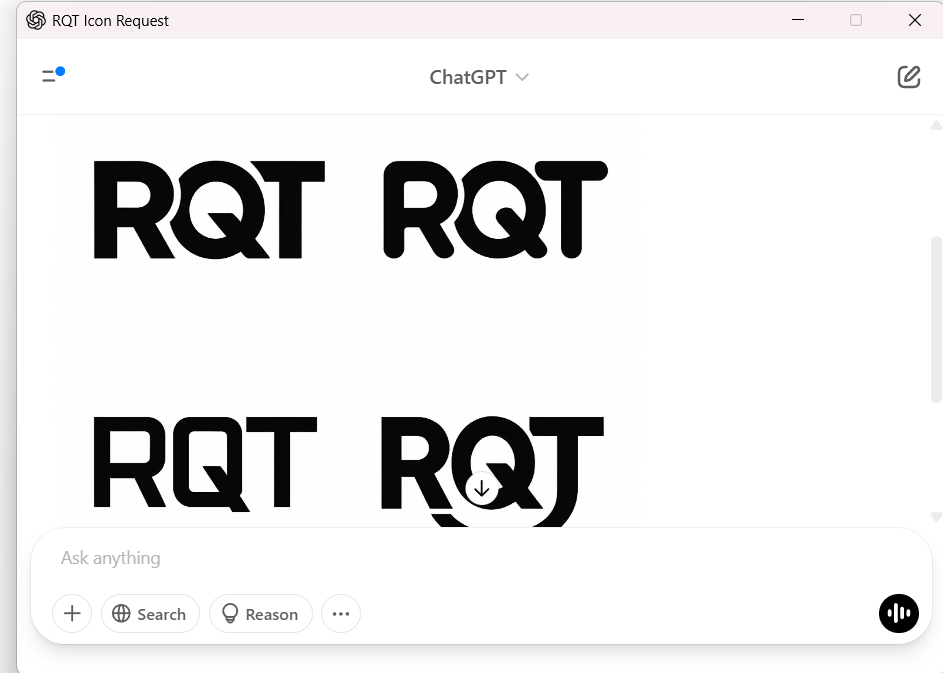 RQT Icon Request
ChatGPT
RQT RQT
RQT RQT
Ask anything
Search Reason